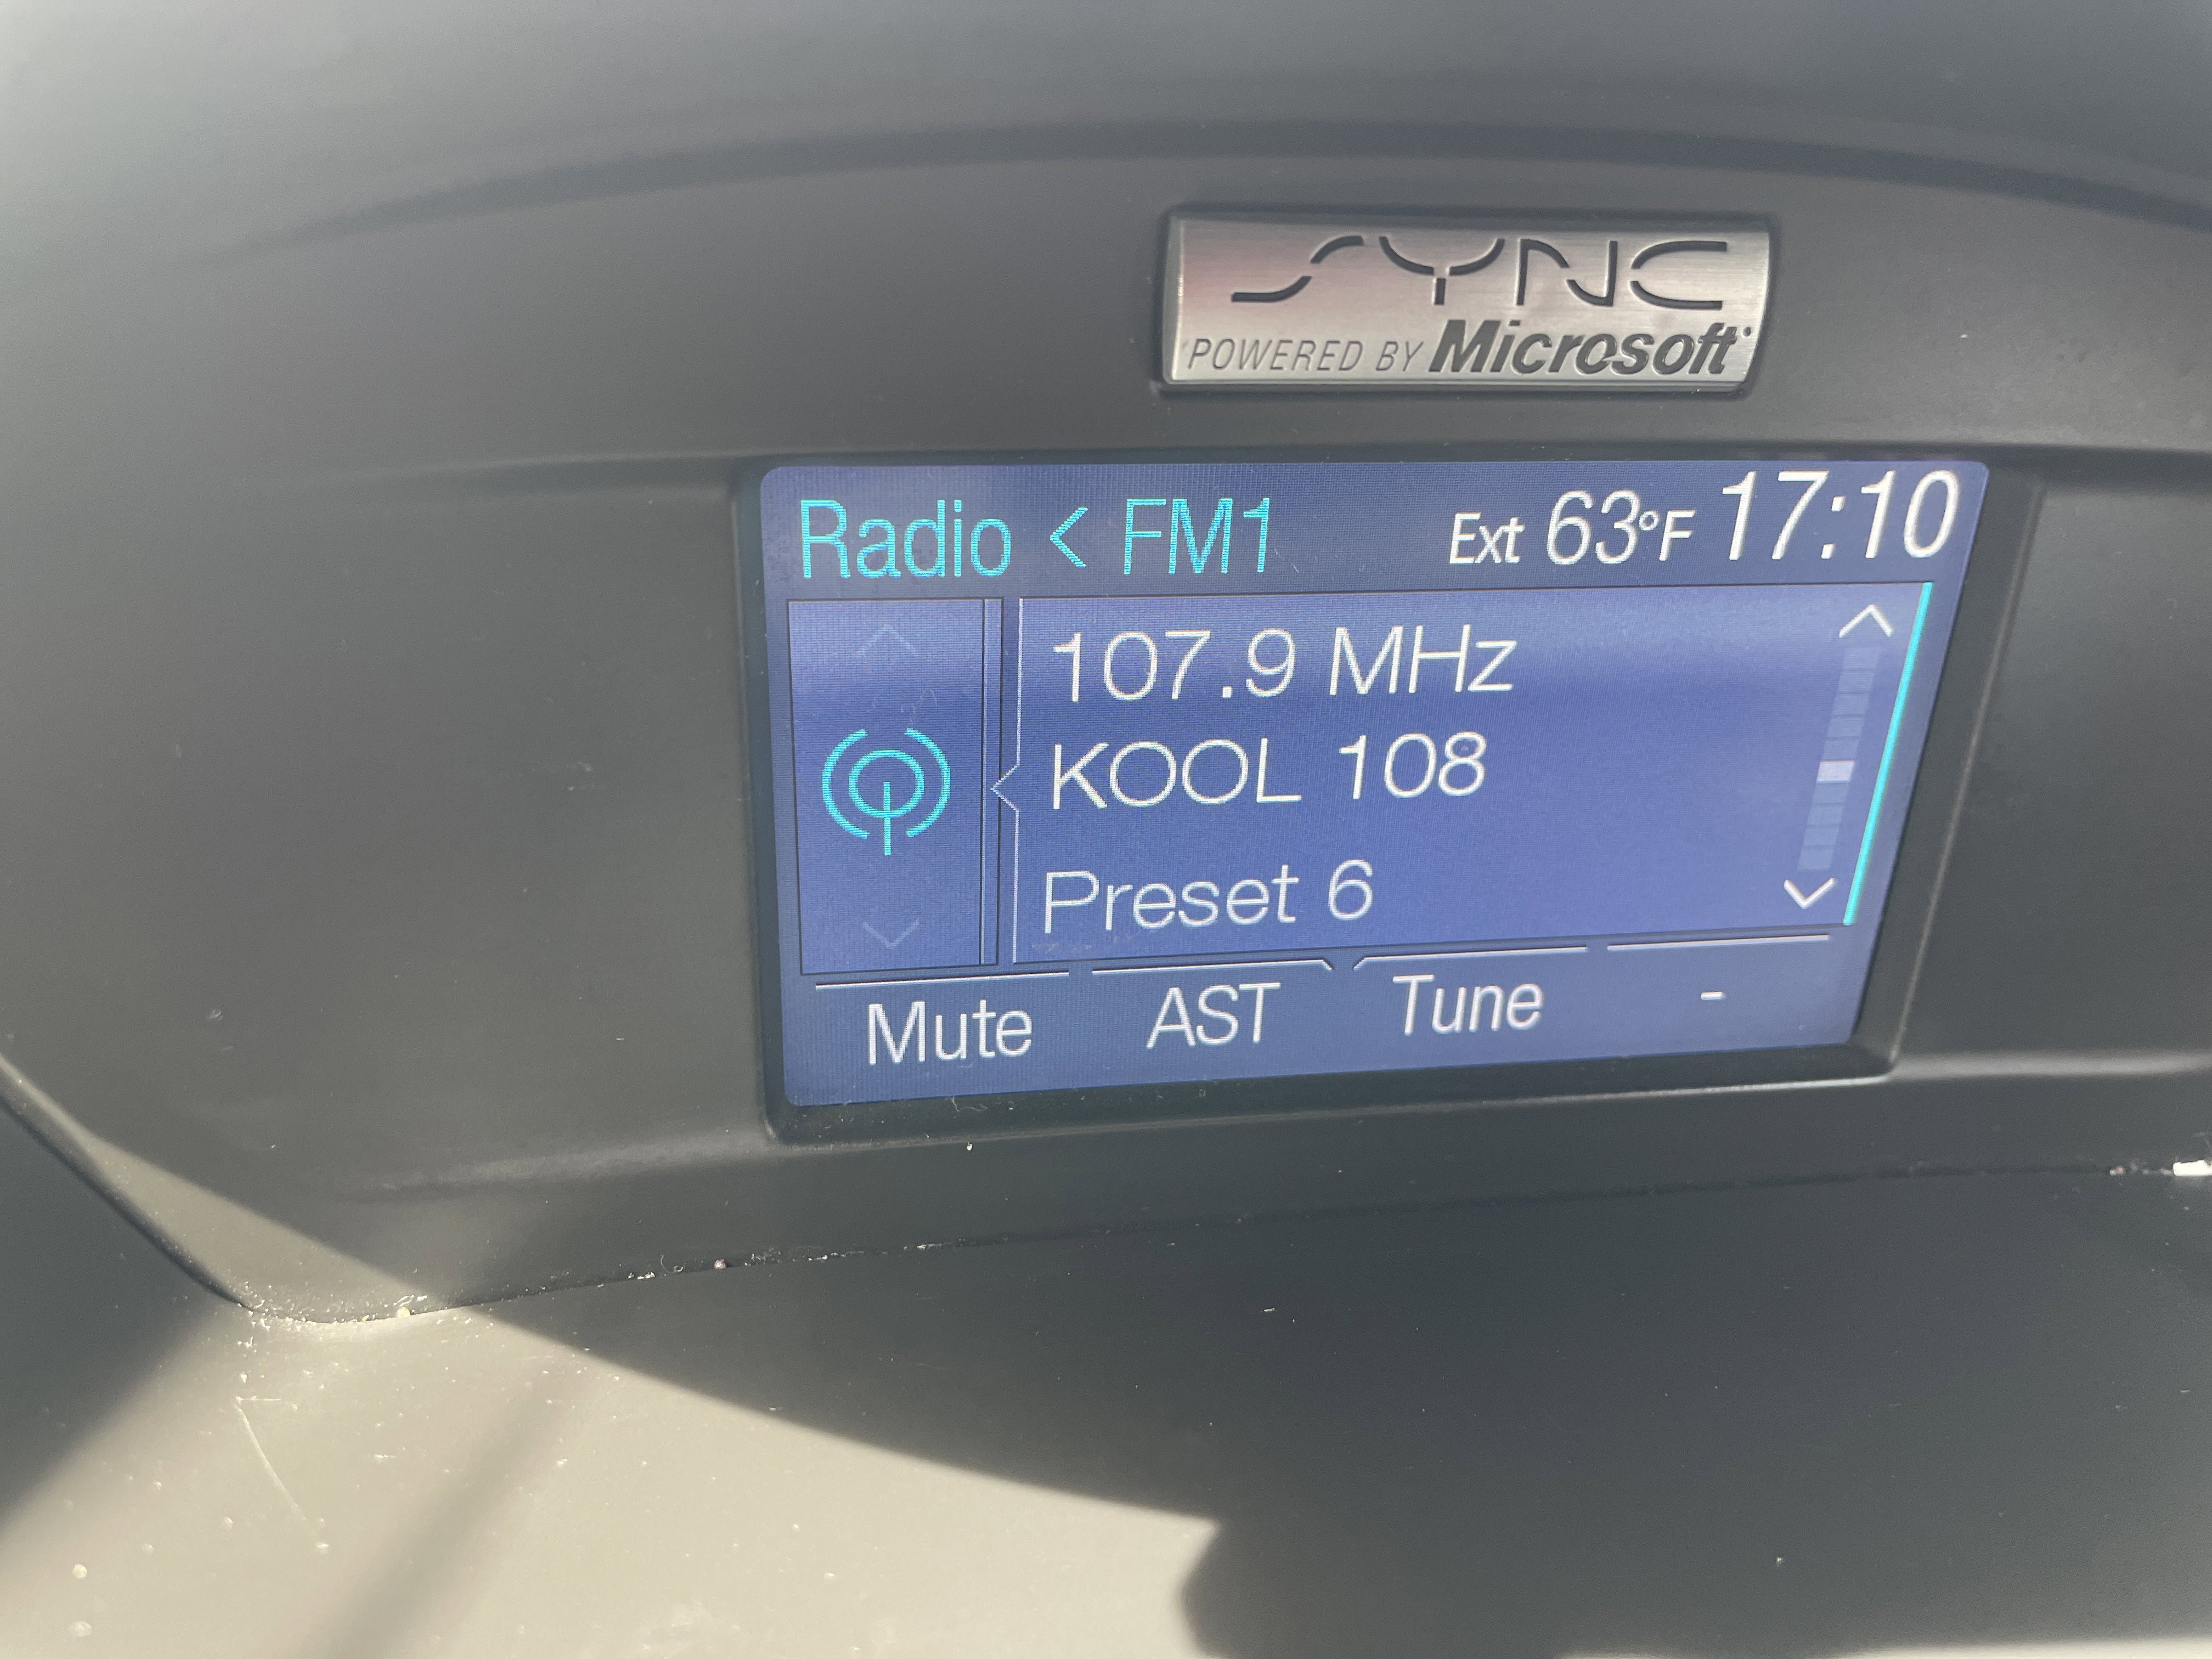 SYNC
POWERED BY Microsoft
Radio < FM1 Ext 63°F 17:10
107.9 MHz
KOOL 108
Preset 6
Mute AST Tune -